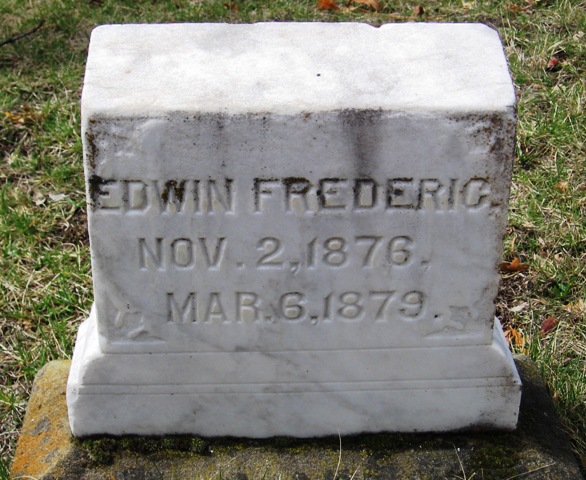 EDWIN FREDERIC.
NOV. 2, 1876.
MAR. 6, 1879.